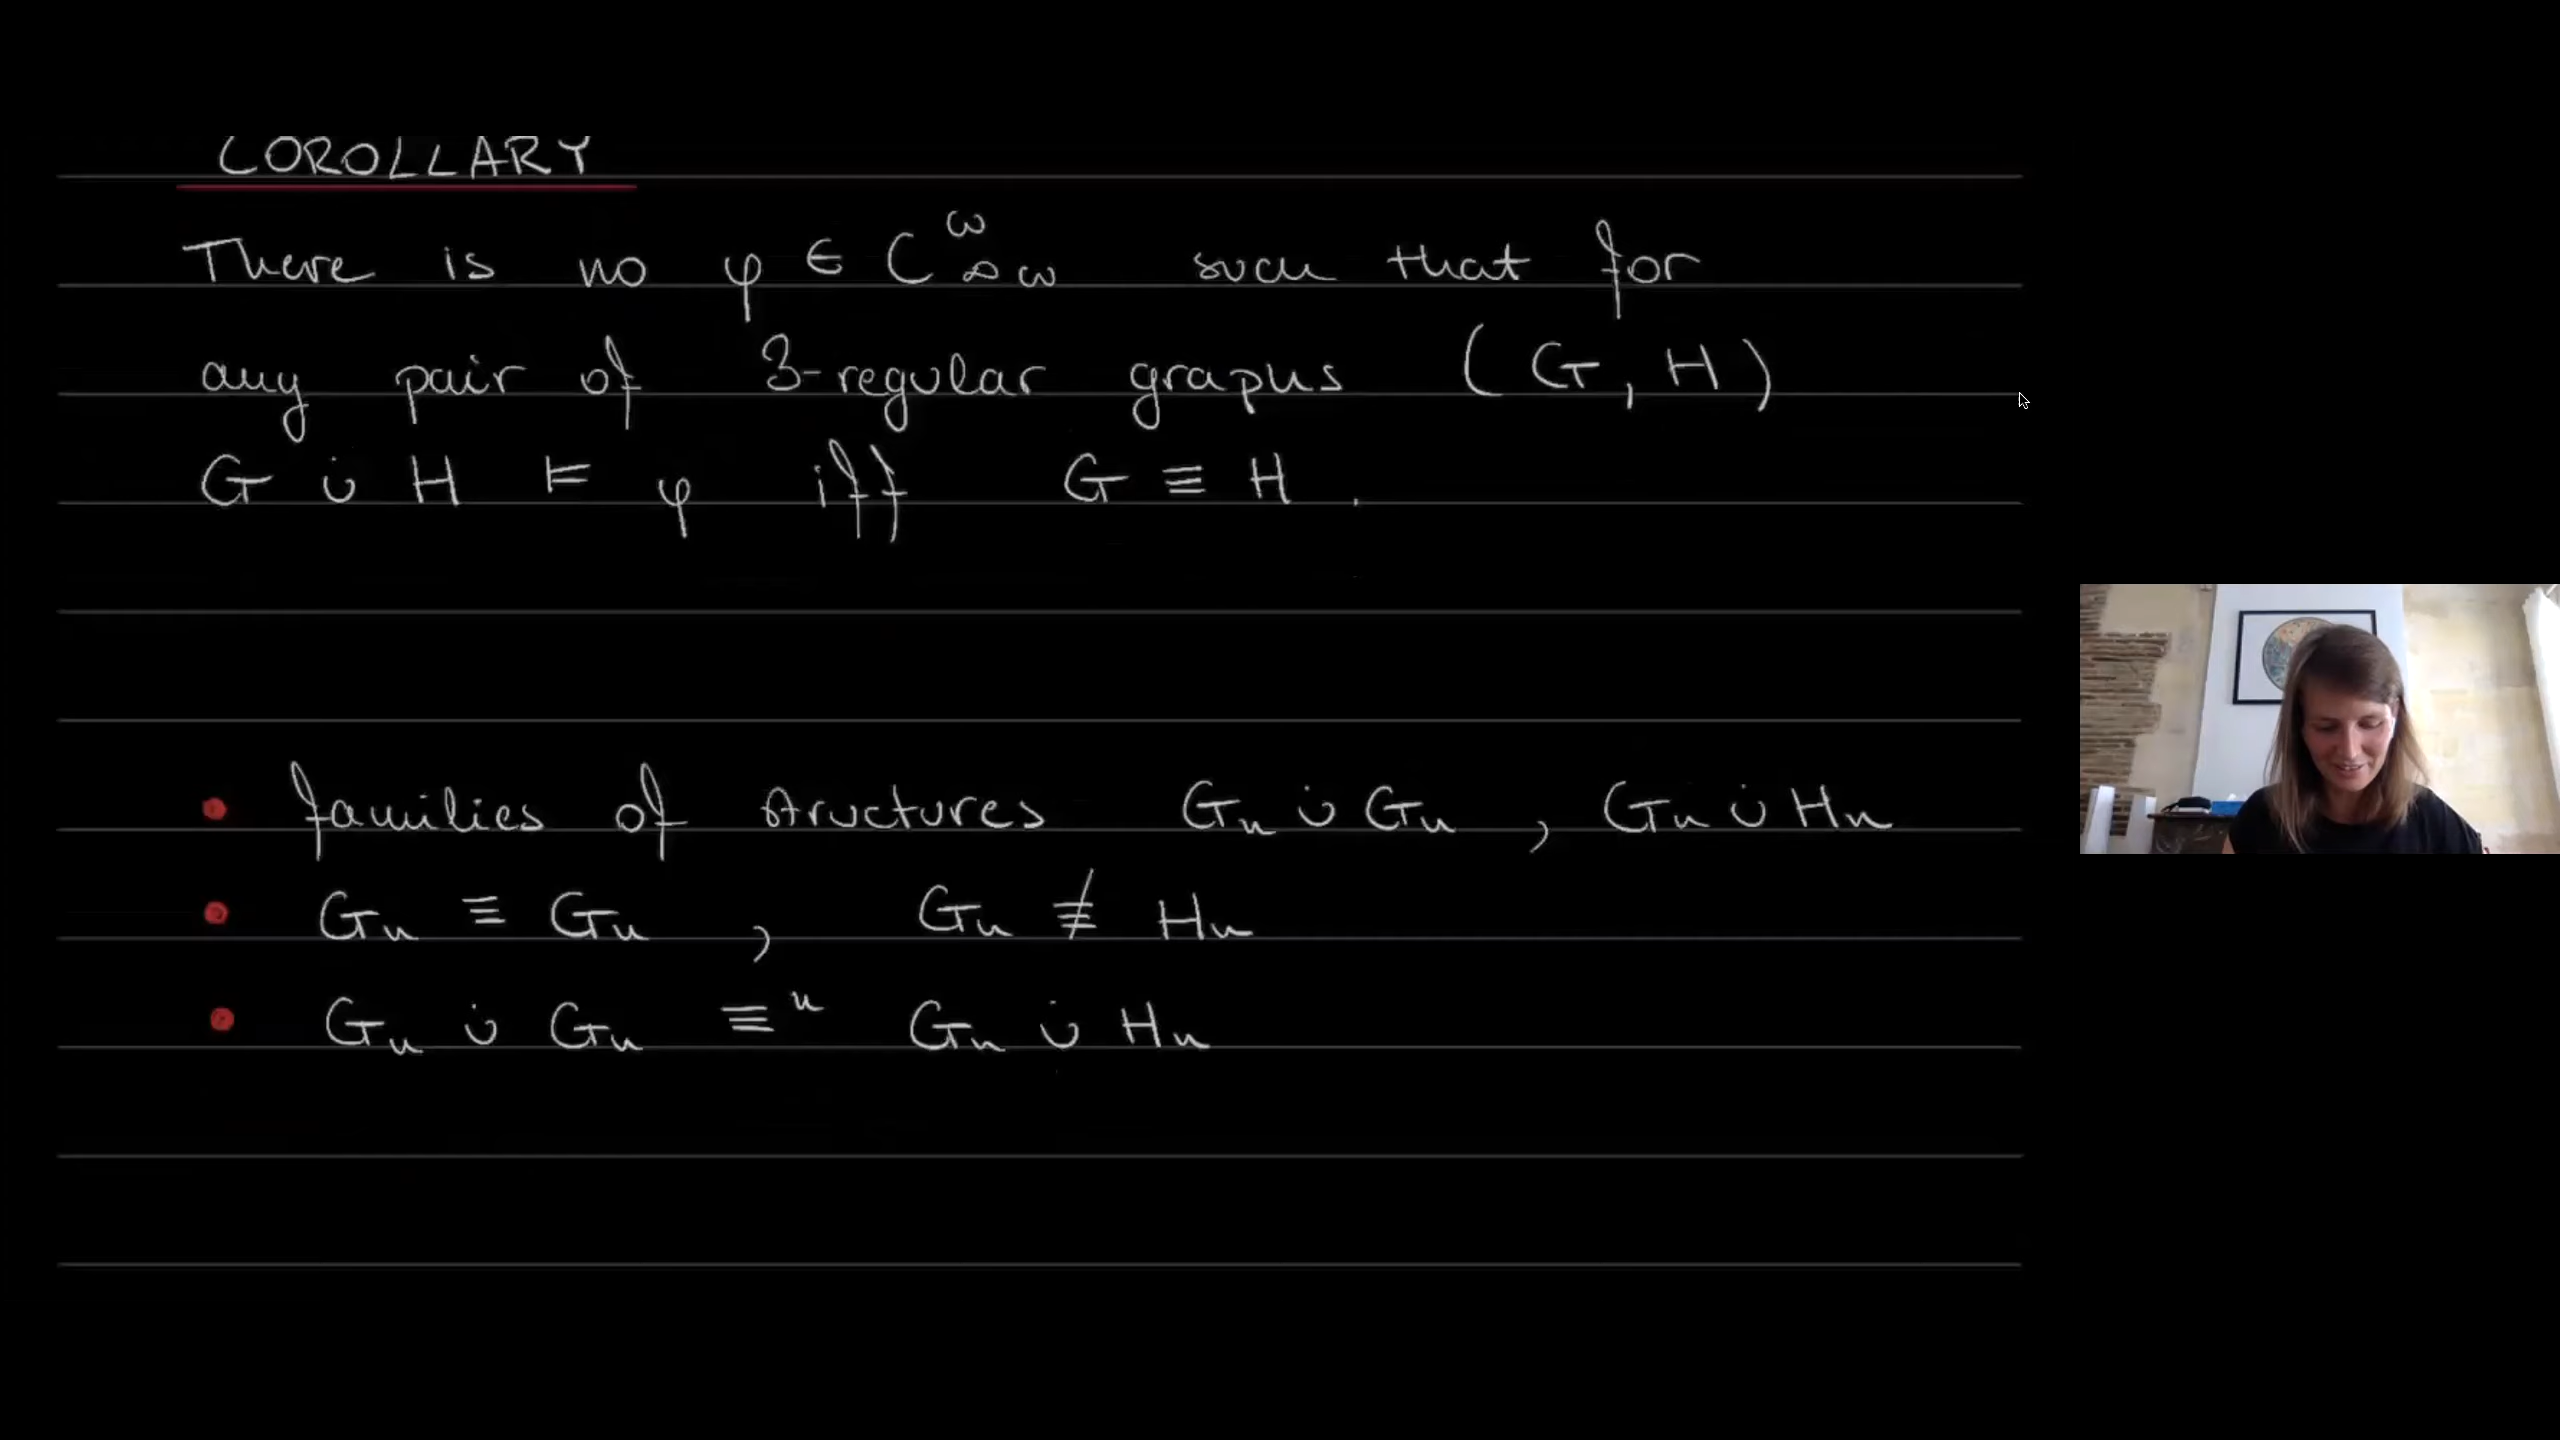 COROLLARY
There is no φ ∈ C^ω_∞ω such that for
any pair of 3-regular graphs (G, H)
G ∪̇ H ⊨ φ iff G ≡ H .
families of structures Gₙ ∪̇ Gₙ , Gₙ ∪̇ Hₙ
Gₙ ≡ Gₙ , Gₙ ≢ Hₙ
Gₙ ∪̇ Gₙ ≡ⁿ Gₙ ∪̇ Hₙ